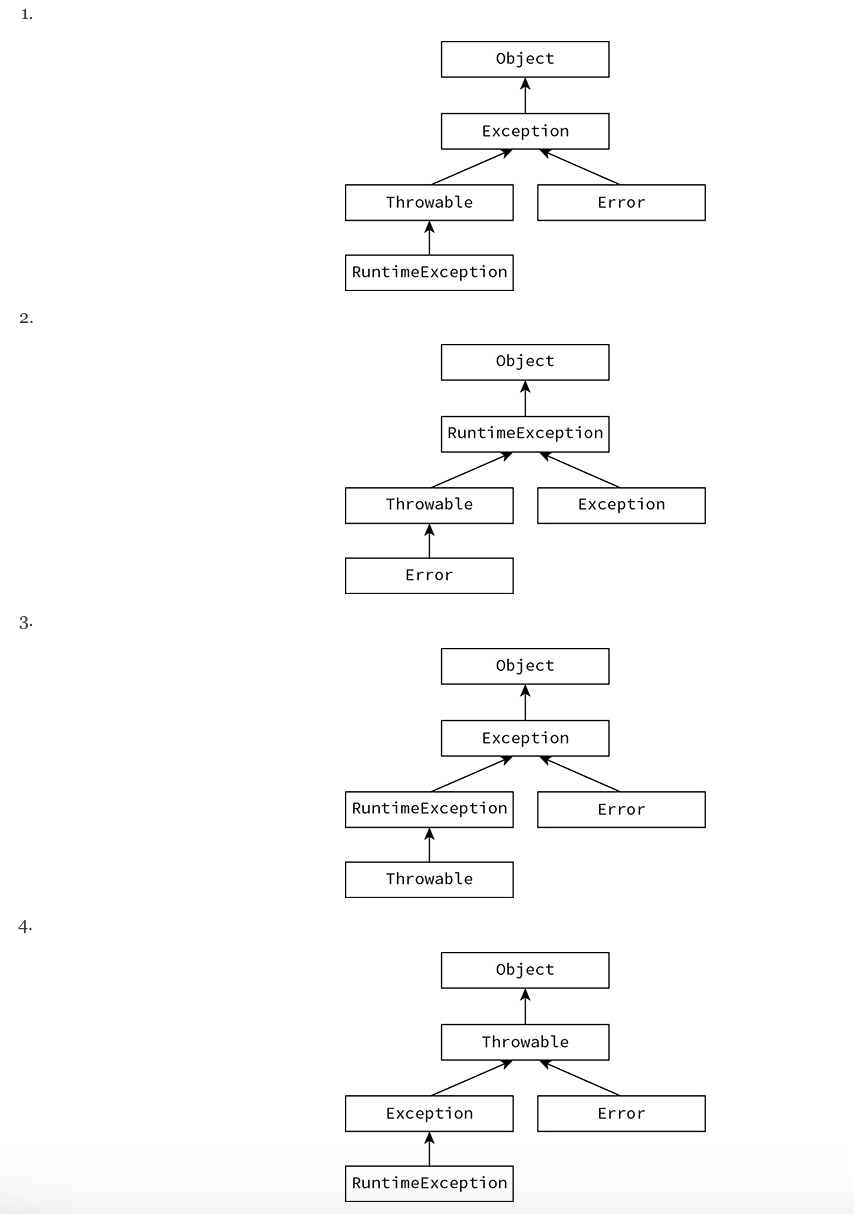 1.
Object
Exception
Throwable Error
RuntimeException
2.
Object
RuntimeException
Throwable Exception
Error
3.
Object
Exception
RuntimeException Error
Throwable
4.
Object
Throwable
Exception Error
RuntimeException